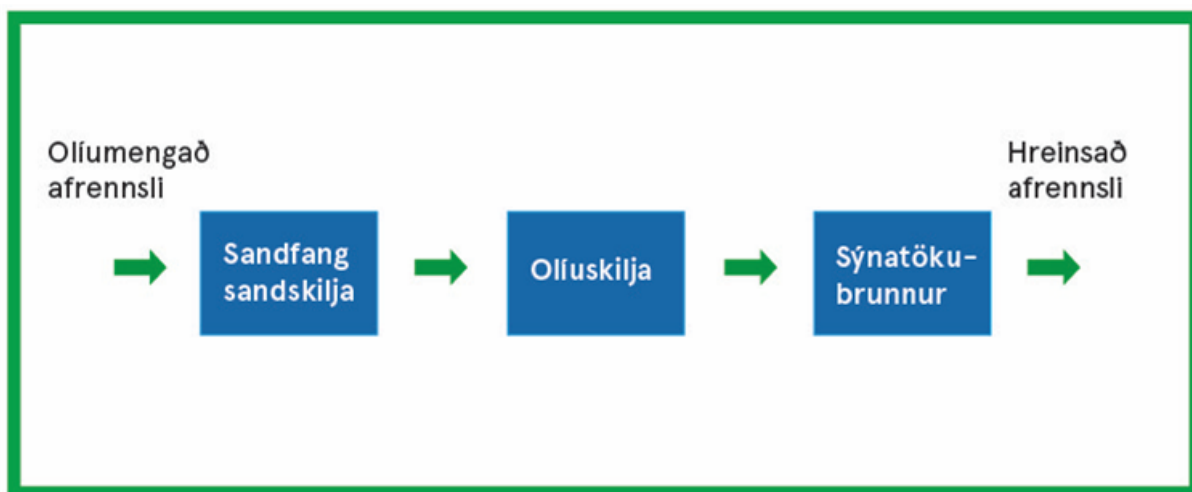 Olíumengað
afrennsli
Sandfang
sandskilja
Olíuskilja
Sýnatöku-
brunnur
Hreinsað
afrennsli